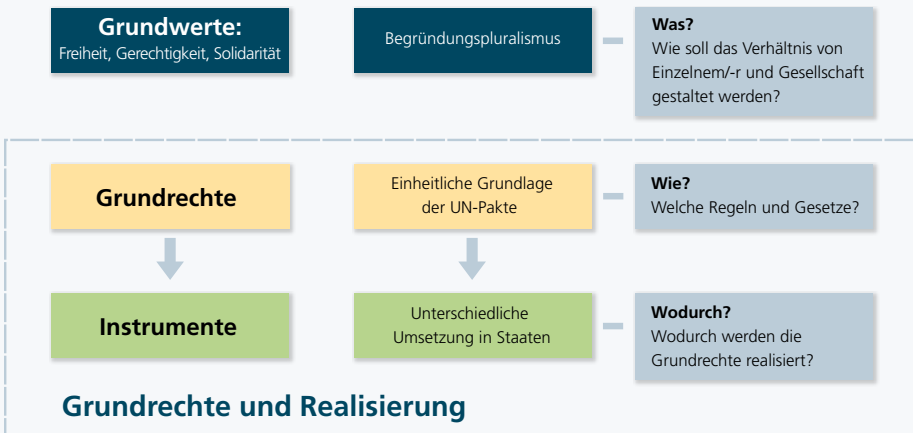 Grundwerte:
Freiheit, Gerechtigkeit, Solidarität
Begründungspluralismus
Was?
Wie soll das Verhältnis von
Einzelnem/-r und Gesellschaft
gestaltet werden?
Grundrechte
Einheitliche Grundlage
der UN-Pakte
Wie?
Welche Regeln und Gesetze?
Instrumente
Unterschiedliche
Umsetzung in Staaten
Wodurch?
Wodurch werden die
Grundrechte realisiert?
Grundrechte und Realisierung